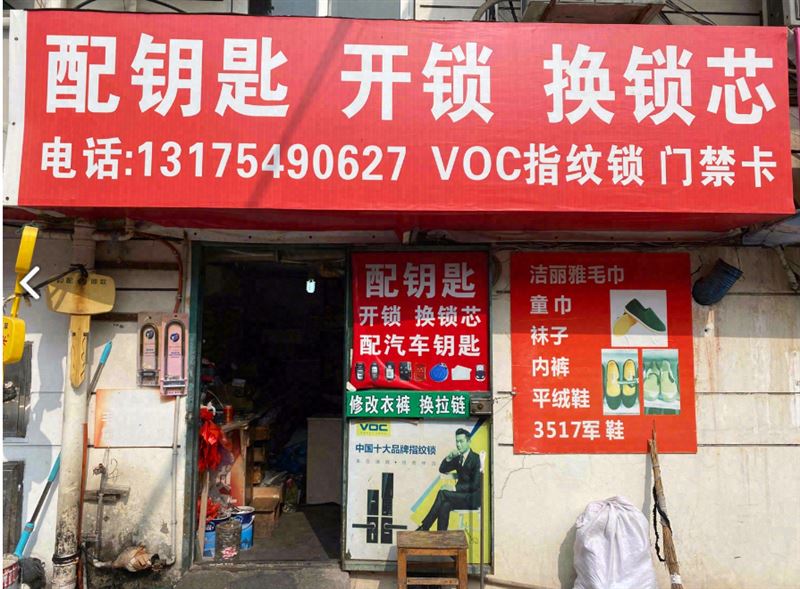 配钥匙 开锁 换锁芯
电话:13175490627 VOC指纹锁 门禁卡
配钥匙
开锁 换锁芯
配汽车钥匙
修改衣裤 换拉链
VOC
中国十大品牌指纹锁
洁丽雅毛巾
童巾
袜子
内裤
平绒鞋
3517军鞋